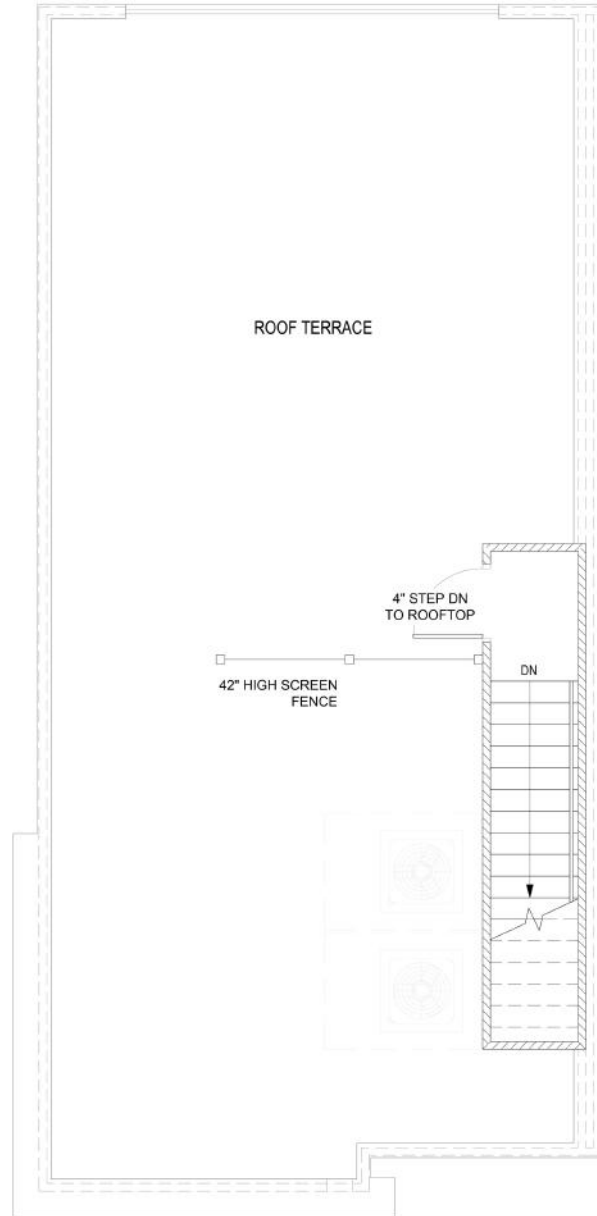 ROOF TERRACE
4" STEP DN
TO ROOFTOP
DN
42" HIGH SCREEN
FENCE